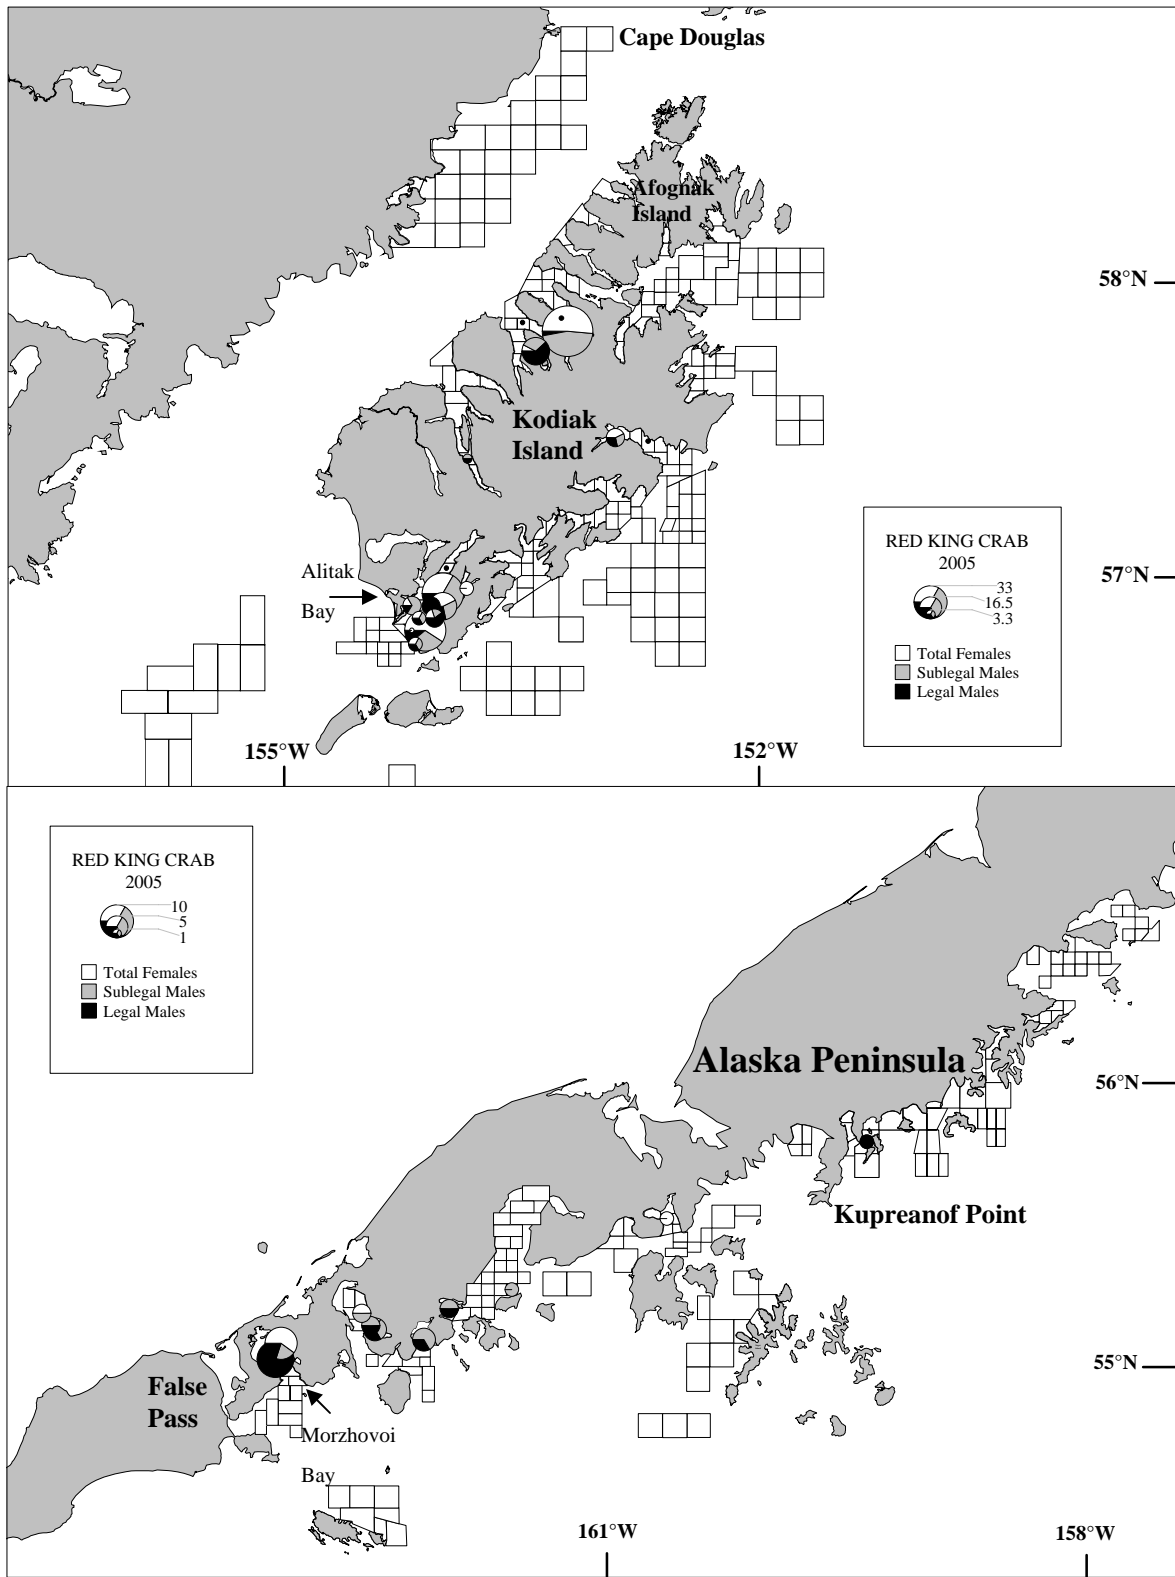 Cape Douglas
Afognak
Island
58°N
Kodiak
Island
Alitak
Bay
57°N
RED KING CRAB
2005
33
16.5
3.3
Total Females
Sublegal Males
Legal Males
155°W
152°W
RED KING CRAB
2005
10
5
1
Total Females
Sublegal Males
Legal Males
Alaska Peninsula
56°N
Kupreanof Point
55°N
False
Pass
Morzhovoi
Bay
161°W
158°W